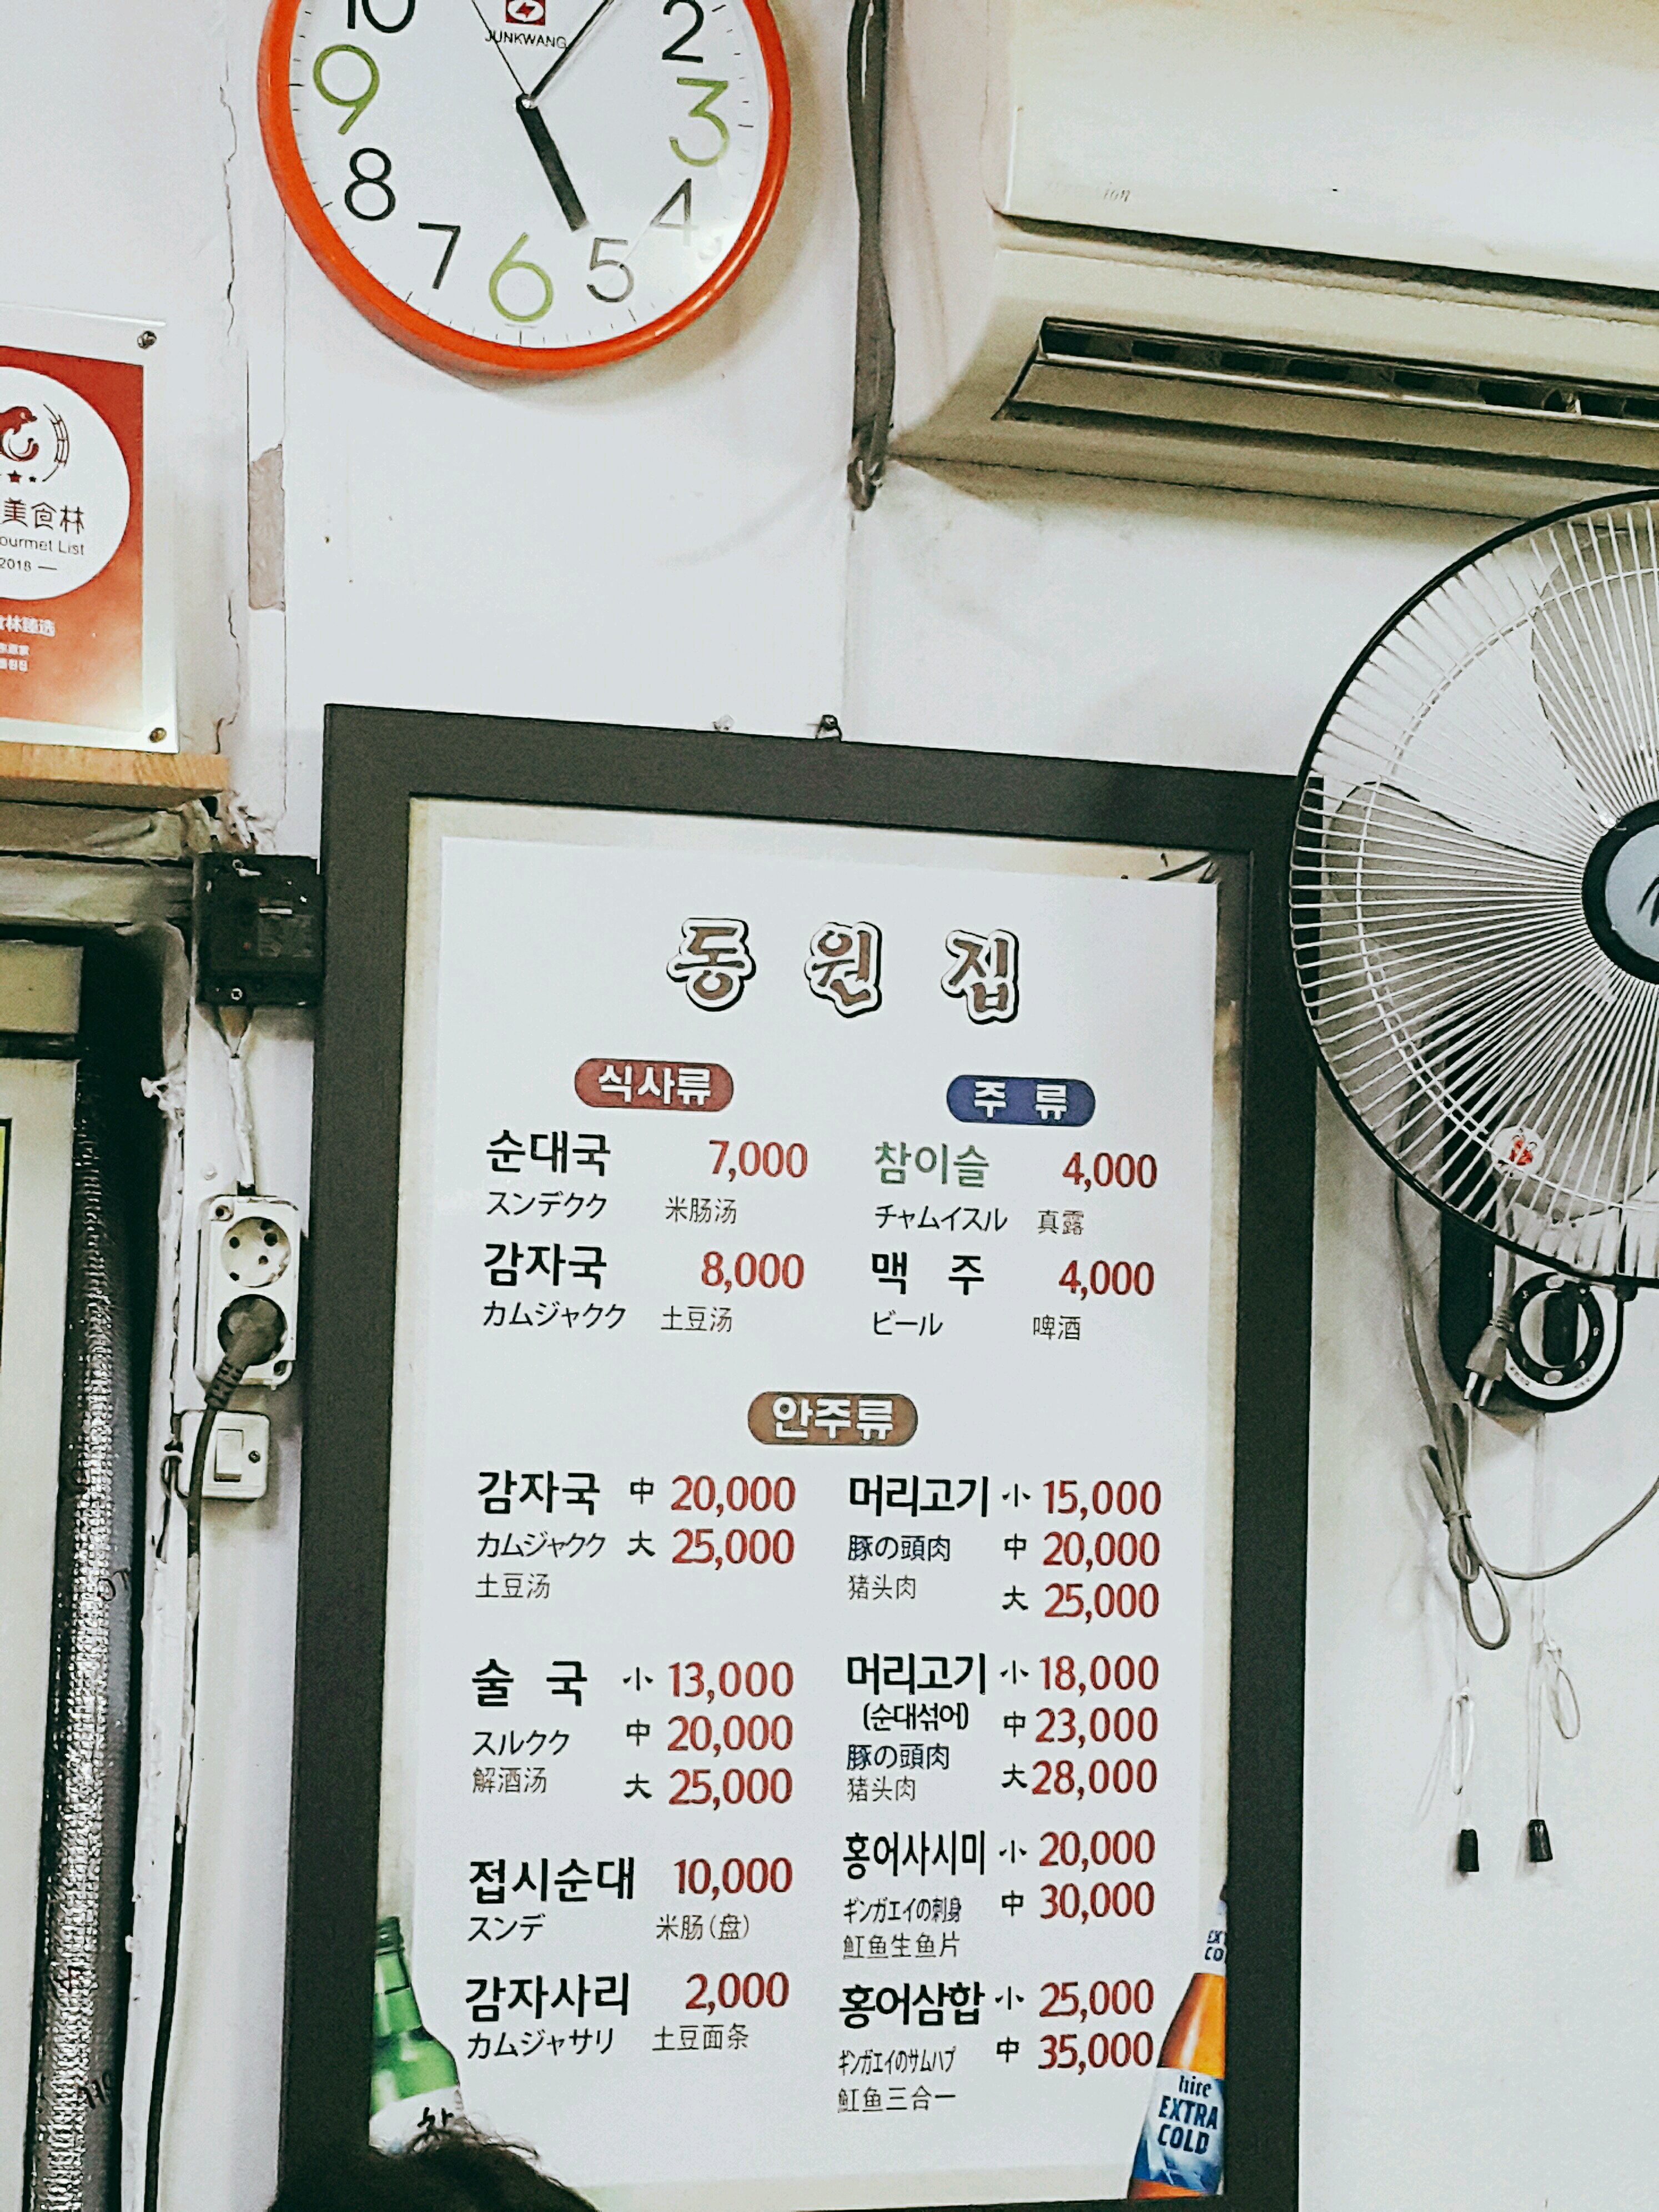 10
2
9
3
8
4
7
6
5
JUNKWANG
美食林
ourmet List
2018 —
林臻选
동원집
식사류
순대국 7,000
スンデクク 米肠汤
감자국 8,000
カムジャクク 土豆汤
주 류
참이슬 4,000
チャムイスル 真露
맥 주 4,000
ビール 啤酒
안주류
감자국 中 20,000
カムジャクク 大 25,000
土豆汤
술 국 小 13,000
スルクク 中 20,000
解酒汤 大 25,000
접시순대 10,000
スンデ 米肠(盘)
감자사리 2,000
カムジャサリ 土豆面条
머리고기 小 15,000
豚の頭肉 中 20,000
猪头肉 大 25,000
머리고기 小 18,000
(순대섞어) 中 23,000
豚の頭肉
猪头肉 大 28,000
홍어사시미 小 20,000
ギンガエイの刺身 中 30,000
魟鱼生鱼片
홍어삼합 小 25,000
ギンガエイのサムハプ 中 35,000
魟鱼三合一
EX
CO
hite
EXTRA
COLD